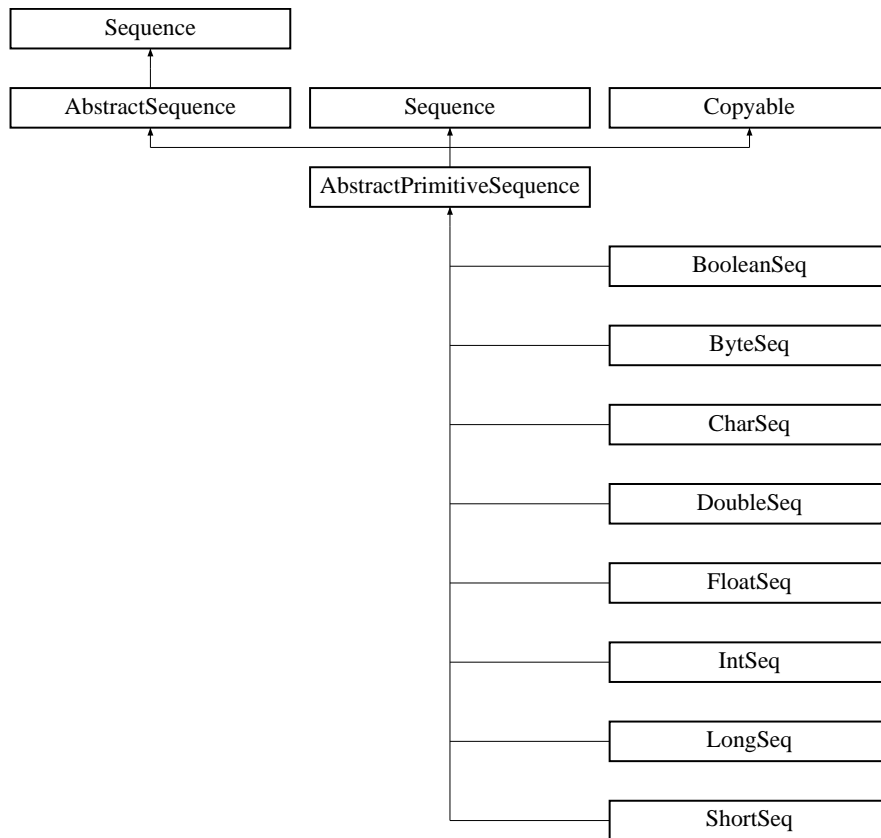 Sequence
AbstractSequence
Sequence
Copyable
AbstractPrimitiveSequence
BooleanSeq
ByteSeq
CharSeq
DoubleSeq
FloatSeq
IntSeq
LongSeq
ShortSeq